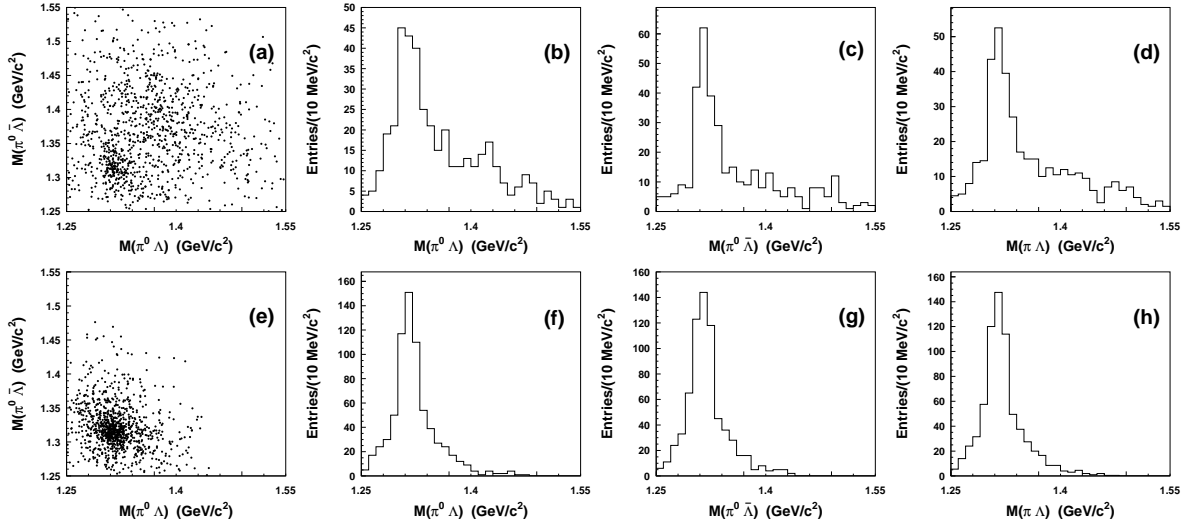 M(π⁰ Λ̄) (GeV/c²)
1.55
1.5
1.45
1.4
1.35
1.3
1.25
1.25 1.4 1.55
M(π⁰ Λ) (GeV/c²)
(a)
Entries/(10 MeV/c²)
50
45
40
35
30
25
20
15
10
5
0
1.25 1.4 1.55
M(π⁰ Λ) (GeV/c²)
(b)
Entries/(10 MeV/c²)
60
50
40
30
20
10
0
1.25 1.4 1.55
M(π⁰ Λ̄) (GeV/c²)
(c)
Entries/(10 MeV/c²)
50
40
30
20
10
0
1.25 1.4 1.55
M(π Λ) (GeV/c²)
(d)
M(π⁰ Λ̄) (GeV/c²)
1.55
1.5
1.45
1.4
1.35
1.3
1.25
1.25 1.4 1.55
M(π⁰ Λ) (GeV/c²)
(e)
Entries/(10 MeV/c²)
160
140
120
100
80
60
40
20
0
1.25 1.4 1.55
M(π⁰ Λ) (GeV/c²)
(f)
Entries/(10 MeV/c²)
160
140
120
100
80
60
40
20
0
1.25 1.4 1.55
M(π⁰ Λ̄) (GeV/c²)
(g)
Entries/(10 MeV/c²)
160
140
120
100
80
60
40
20
0
1.25 1.4 1.55
M(π Λ) (GeV/c²)
(h)